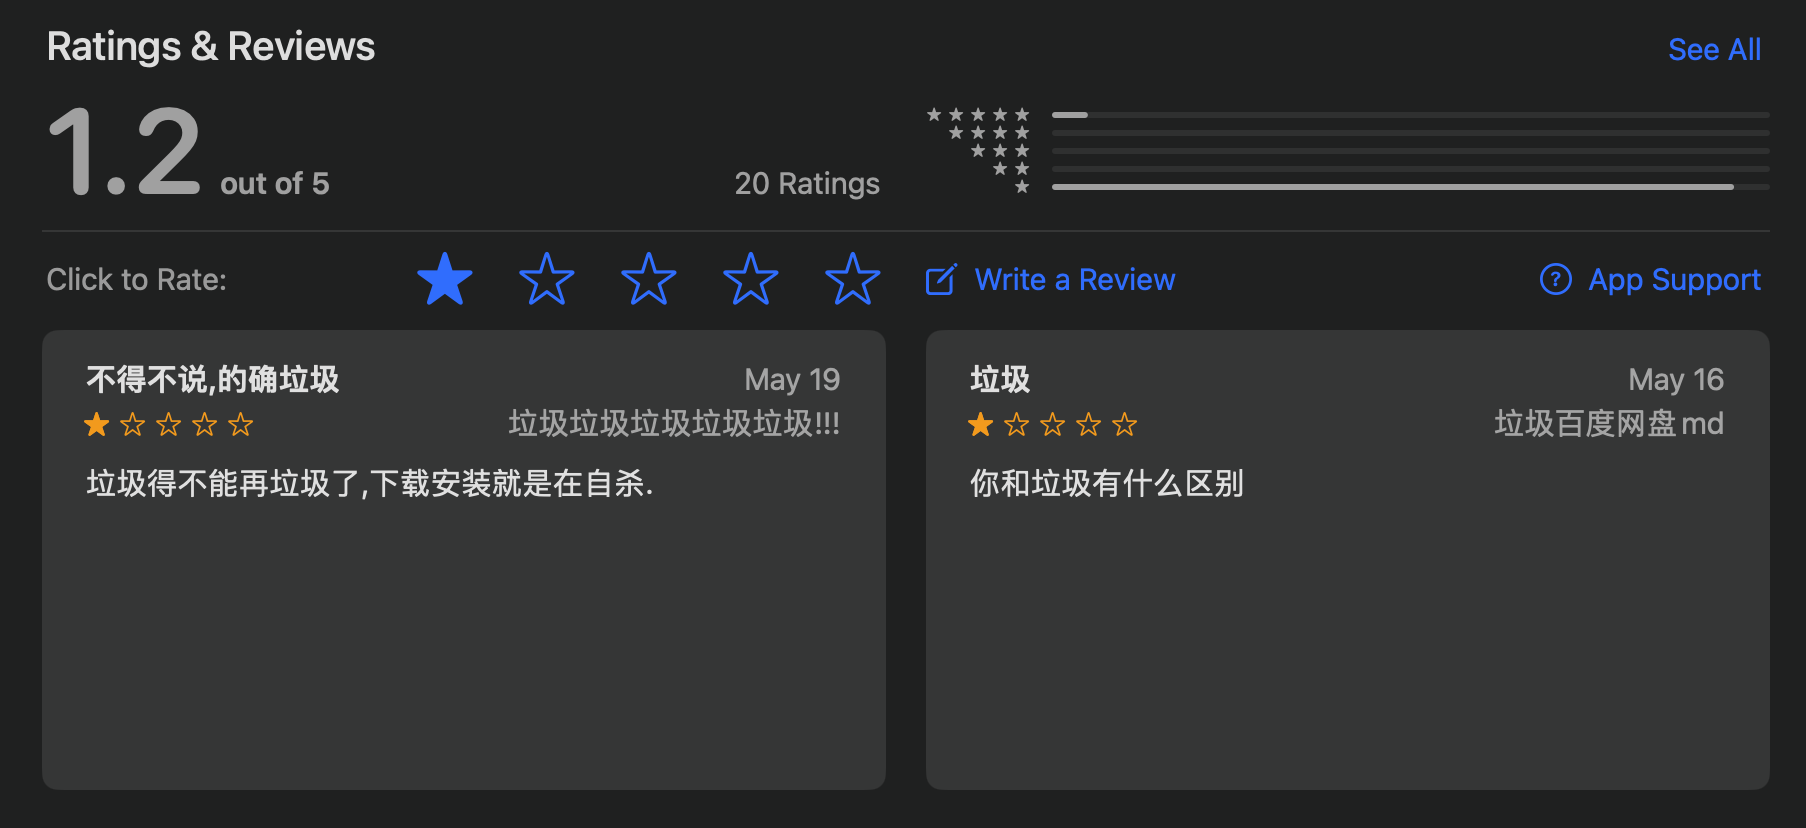 Ratings & Reviews
See All
1.2 out of 5
20 Ratings
Click to Rate:
Write a Review
App Support
不得不说,的确垃圾
May 19
垃圾垃圾垃圾垃圾垃圾!!!
垃圾得不能再垃圾了,下载安装就是在自杀.
垃圾
May 16
垃圾百度网盘md
你和垃圾有什么区别